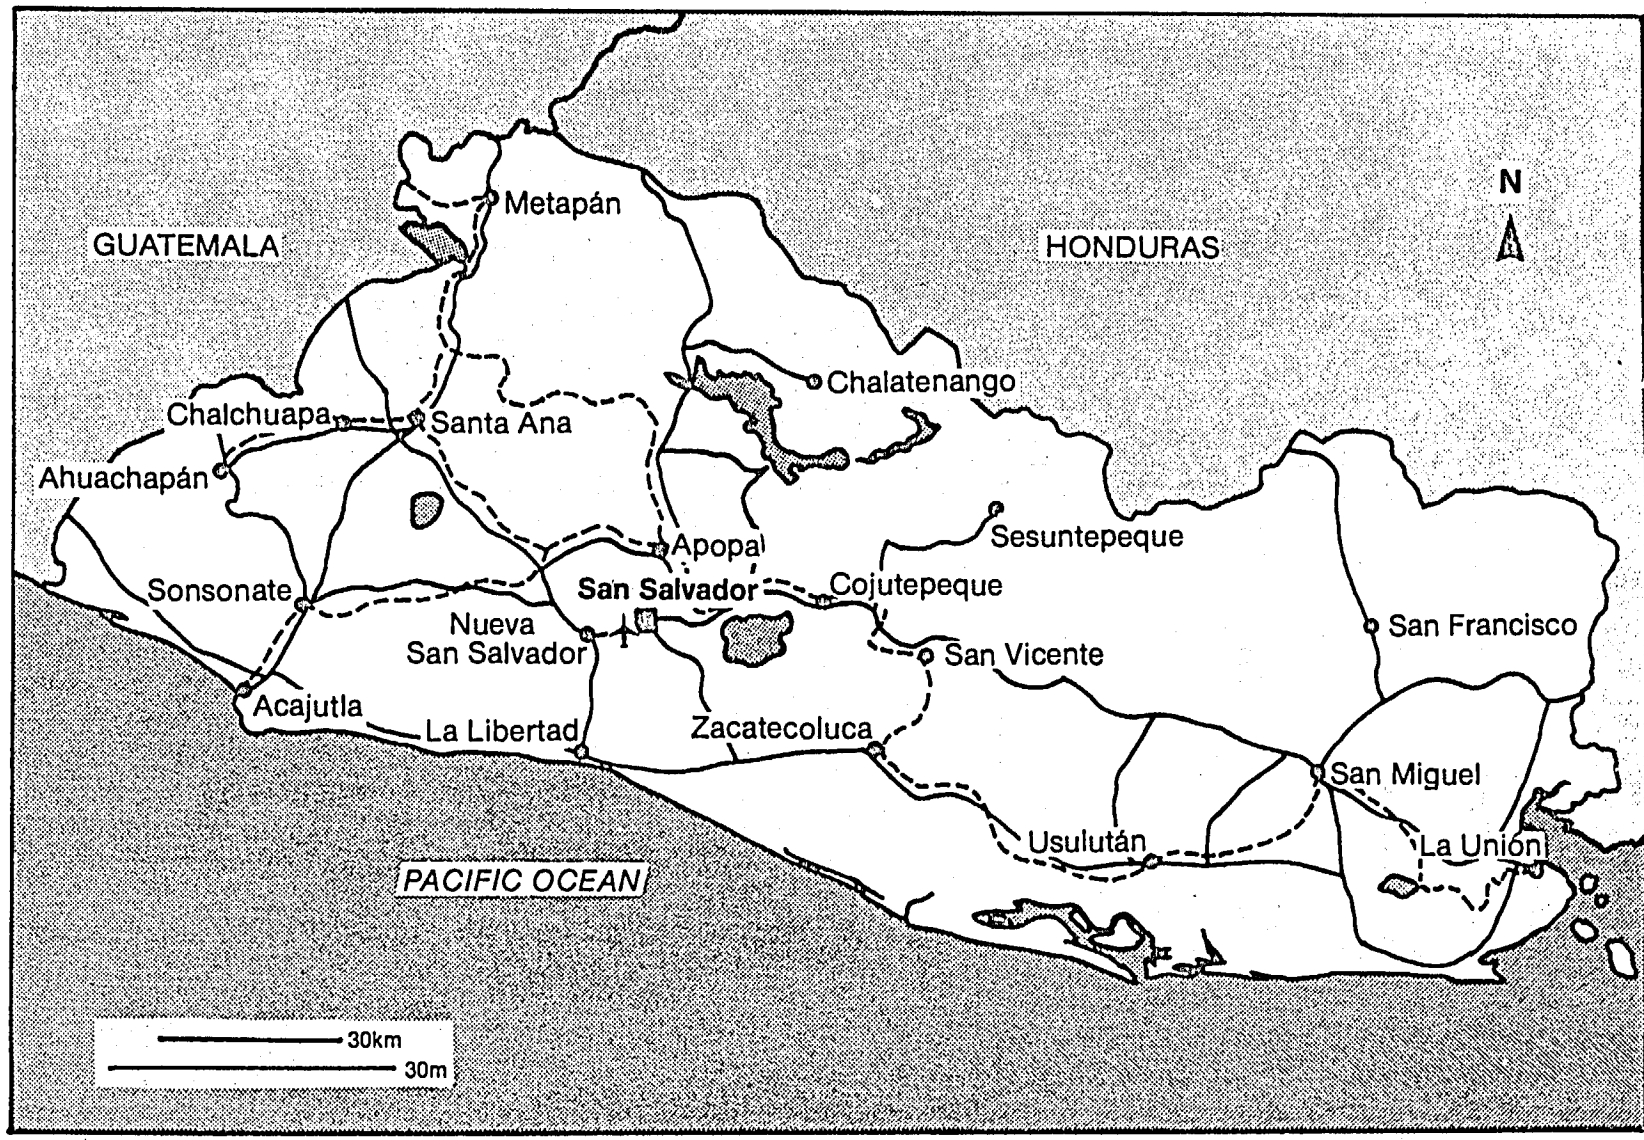 N
Metapán
GUATEMALA
HONDURAS
Chalatenango
Chalchuapa
Santa Ana
Ahuachapán
Sesuntepeque
Apopa
Sonsonate
San Salvador
Cojutepeque
Nueva
San Salvador
San Francisco
San Vicente
Acajutla
La Libertad
Zacatecoluca
San Miguel
Usulután
La Unión
PACIFIC OCEAN
30km
30m